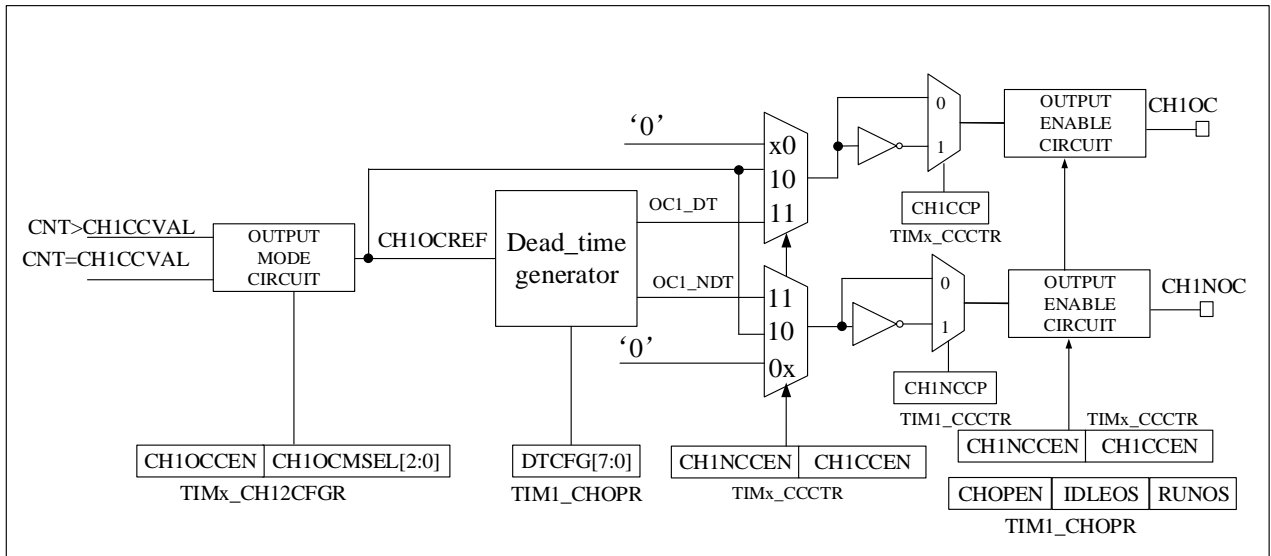 CNT>CH1CCVAL
CNT=CH1CCVAL
OUTPUT
MODE
CIRCUIT
CH1OCREF
Dead_time
generator
OC1_DT
OC1_NDT
‘0’
x0
10
11
11
10
0x
‘0’
0
1
CH1CCP
TIMx_CCCTR
0
1
CH1NCCP
TIM1_CCCTR
OUTPUT
ENABLE
CIRCUIT
CH1OC
OUTPUT
ENABLE
CIRCUIT
CH1NOC
CH1OCCEN CH1OCMSEL[2:0]
TIMx_CH12CFGR
DTCFG[7:0]
TIM1_CHOPR
CH1NCCEN CH1CCEN
TIMx_CCCTR
TIMx_CCCTR
CH1NCCEN CH1CCEN
CHOPEN IDLEOS RUNOS
TIM1_CHOPR